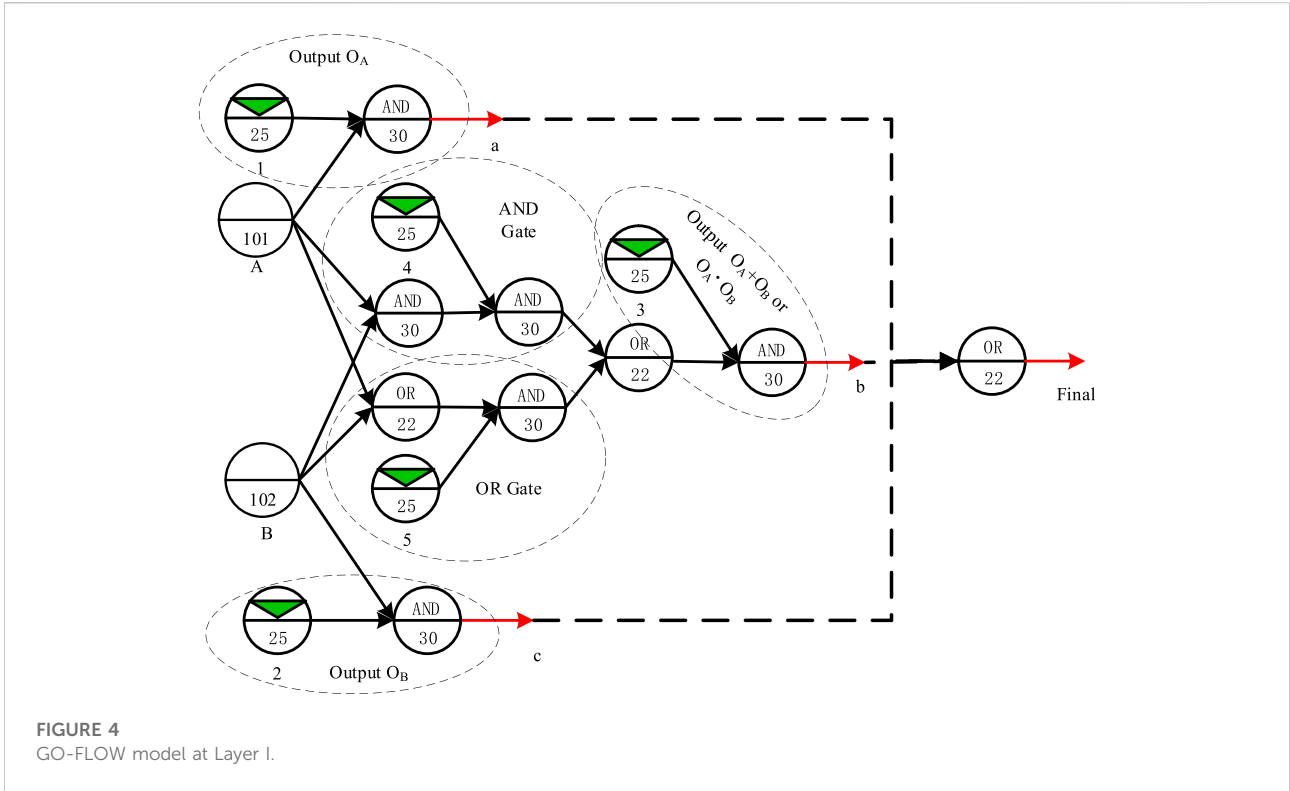 Output OA
AND
25
30
a
1
AND
Gate
25
4
101
A
AND
30
AND
30
Output OA+OB or
OA·OB
25
3
OR
22
AND
30
b
OR
22
Final
OR
22
AND
30
25
5
OR Gate
102
B
AND
25
30
c
2
Output OB
FIGURE 4
GO-FLOW model at Layer I.